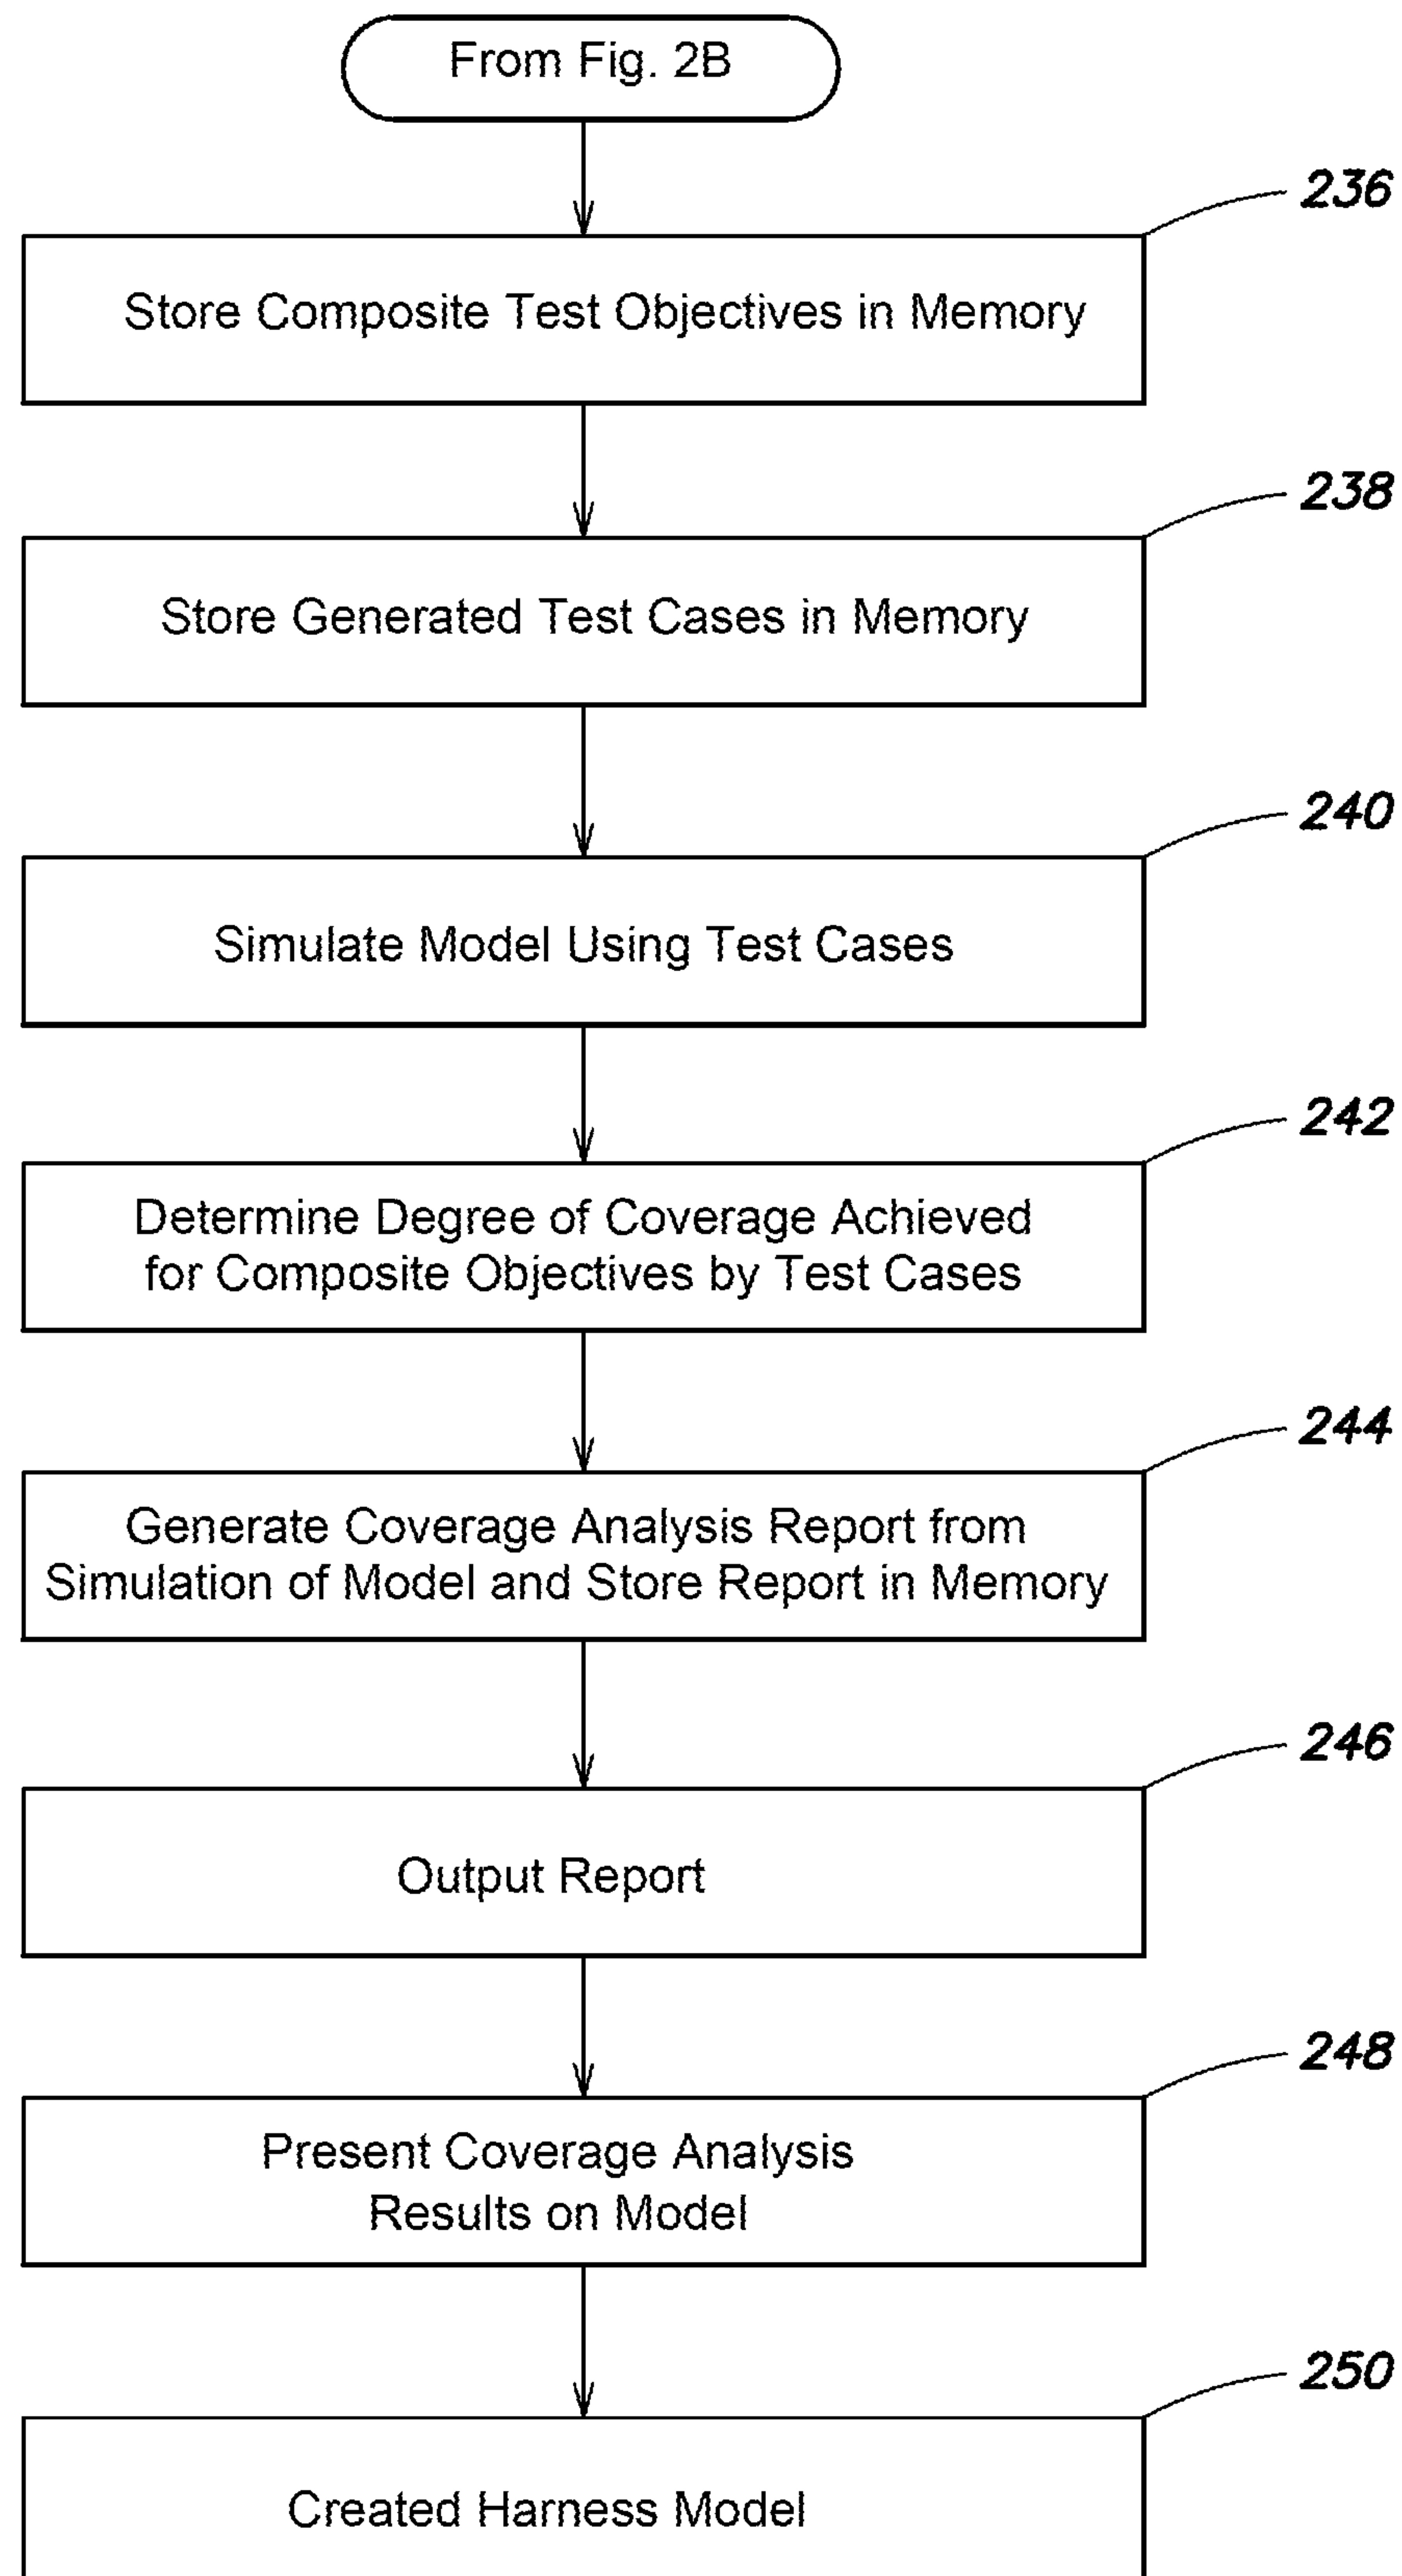 From Fig. 2B
236
Store Composite Test Objectives in Memory
238
Store Generated Test Cases in Memory
240
Simulate Model Using Test Cases
242
Determine Degree of Coverage Achieved
for Composite Objectives by Test Cases
244
Generate Coverage Analysis Report from
Simulation of Model and Store Report in Memory
246
Output Report
248
Present Coverage Analysis
Results on Model
250
Created Harness Model